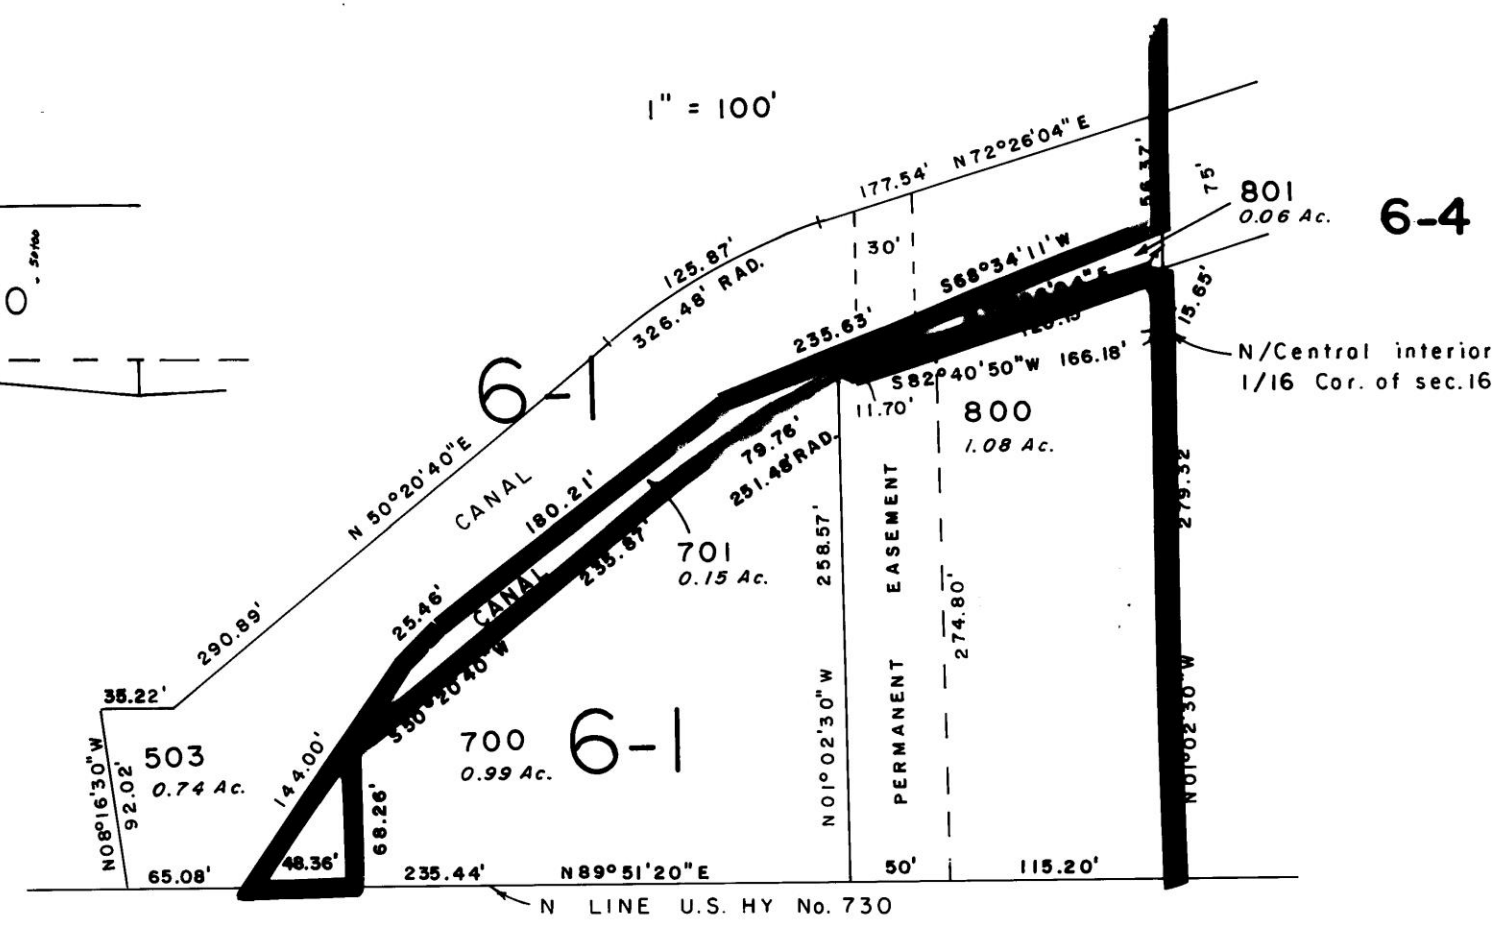 1" = 100'
N 72°26'04" E
177.54'
56.37'
75'
801
0.06 Ac.
6-4
30'
125.87'
326.48' RAD.
S68°34'11" W
235.63'
15.65'
N/Central interior
1/16 Cor. of sec.16
S82°40'50"W 166.18'
11.70'
800
1.08 Ac.
6-1
79.76'
251.48' RAD.
N 50°20'40" E
CANAL
180.21'
279.32
258.57'
EASEMENT
701
0.15 Ac.
235.87'
CANAL
25.46'
274.80'
290.89'
S50°20'40" W
35.22'
N01°02'30" W
PERMANENT
N01°02'30" W
503
0.74 Ac.
700
0.99 Ac.
6-1
144.00'
N08°16'30" W
92.02'
68.26'
48.36'
65.08'
235.44'
N89°51'20" E
50'
115.20'
N LINE U.S. HY No. 730